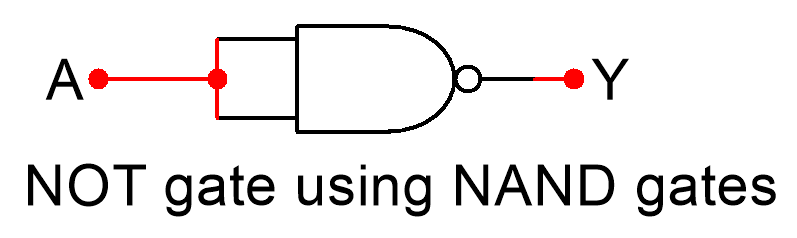 A Y
NOT gate using NAND gates